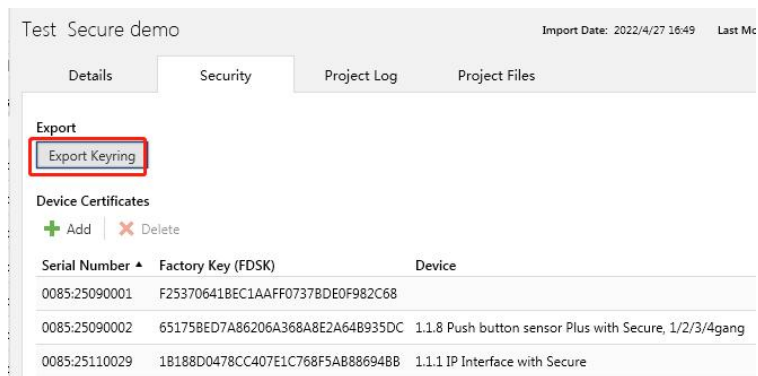 Test Secure demo Import Date: 2022/4/27 16:49 Last Mo
Details Security Project Log Project Files
Export
Export Keyring
Device Certificates
Add Delete
Serial Number Factory Key (FDSK) Device
0085:25090001 F25370641BEC1AAFF0737BDE0F982C68
0085:25090002 65175BED7A86206A368A8E2A64B935DC 1.1.8 Push button sensor Plus with Secure, 1/2/3/4gang
0085:25110029 1B188D0478CC407E1C768F5AB88694BB 1.1.1 IP Interface with Secure